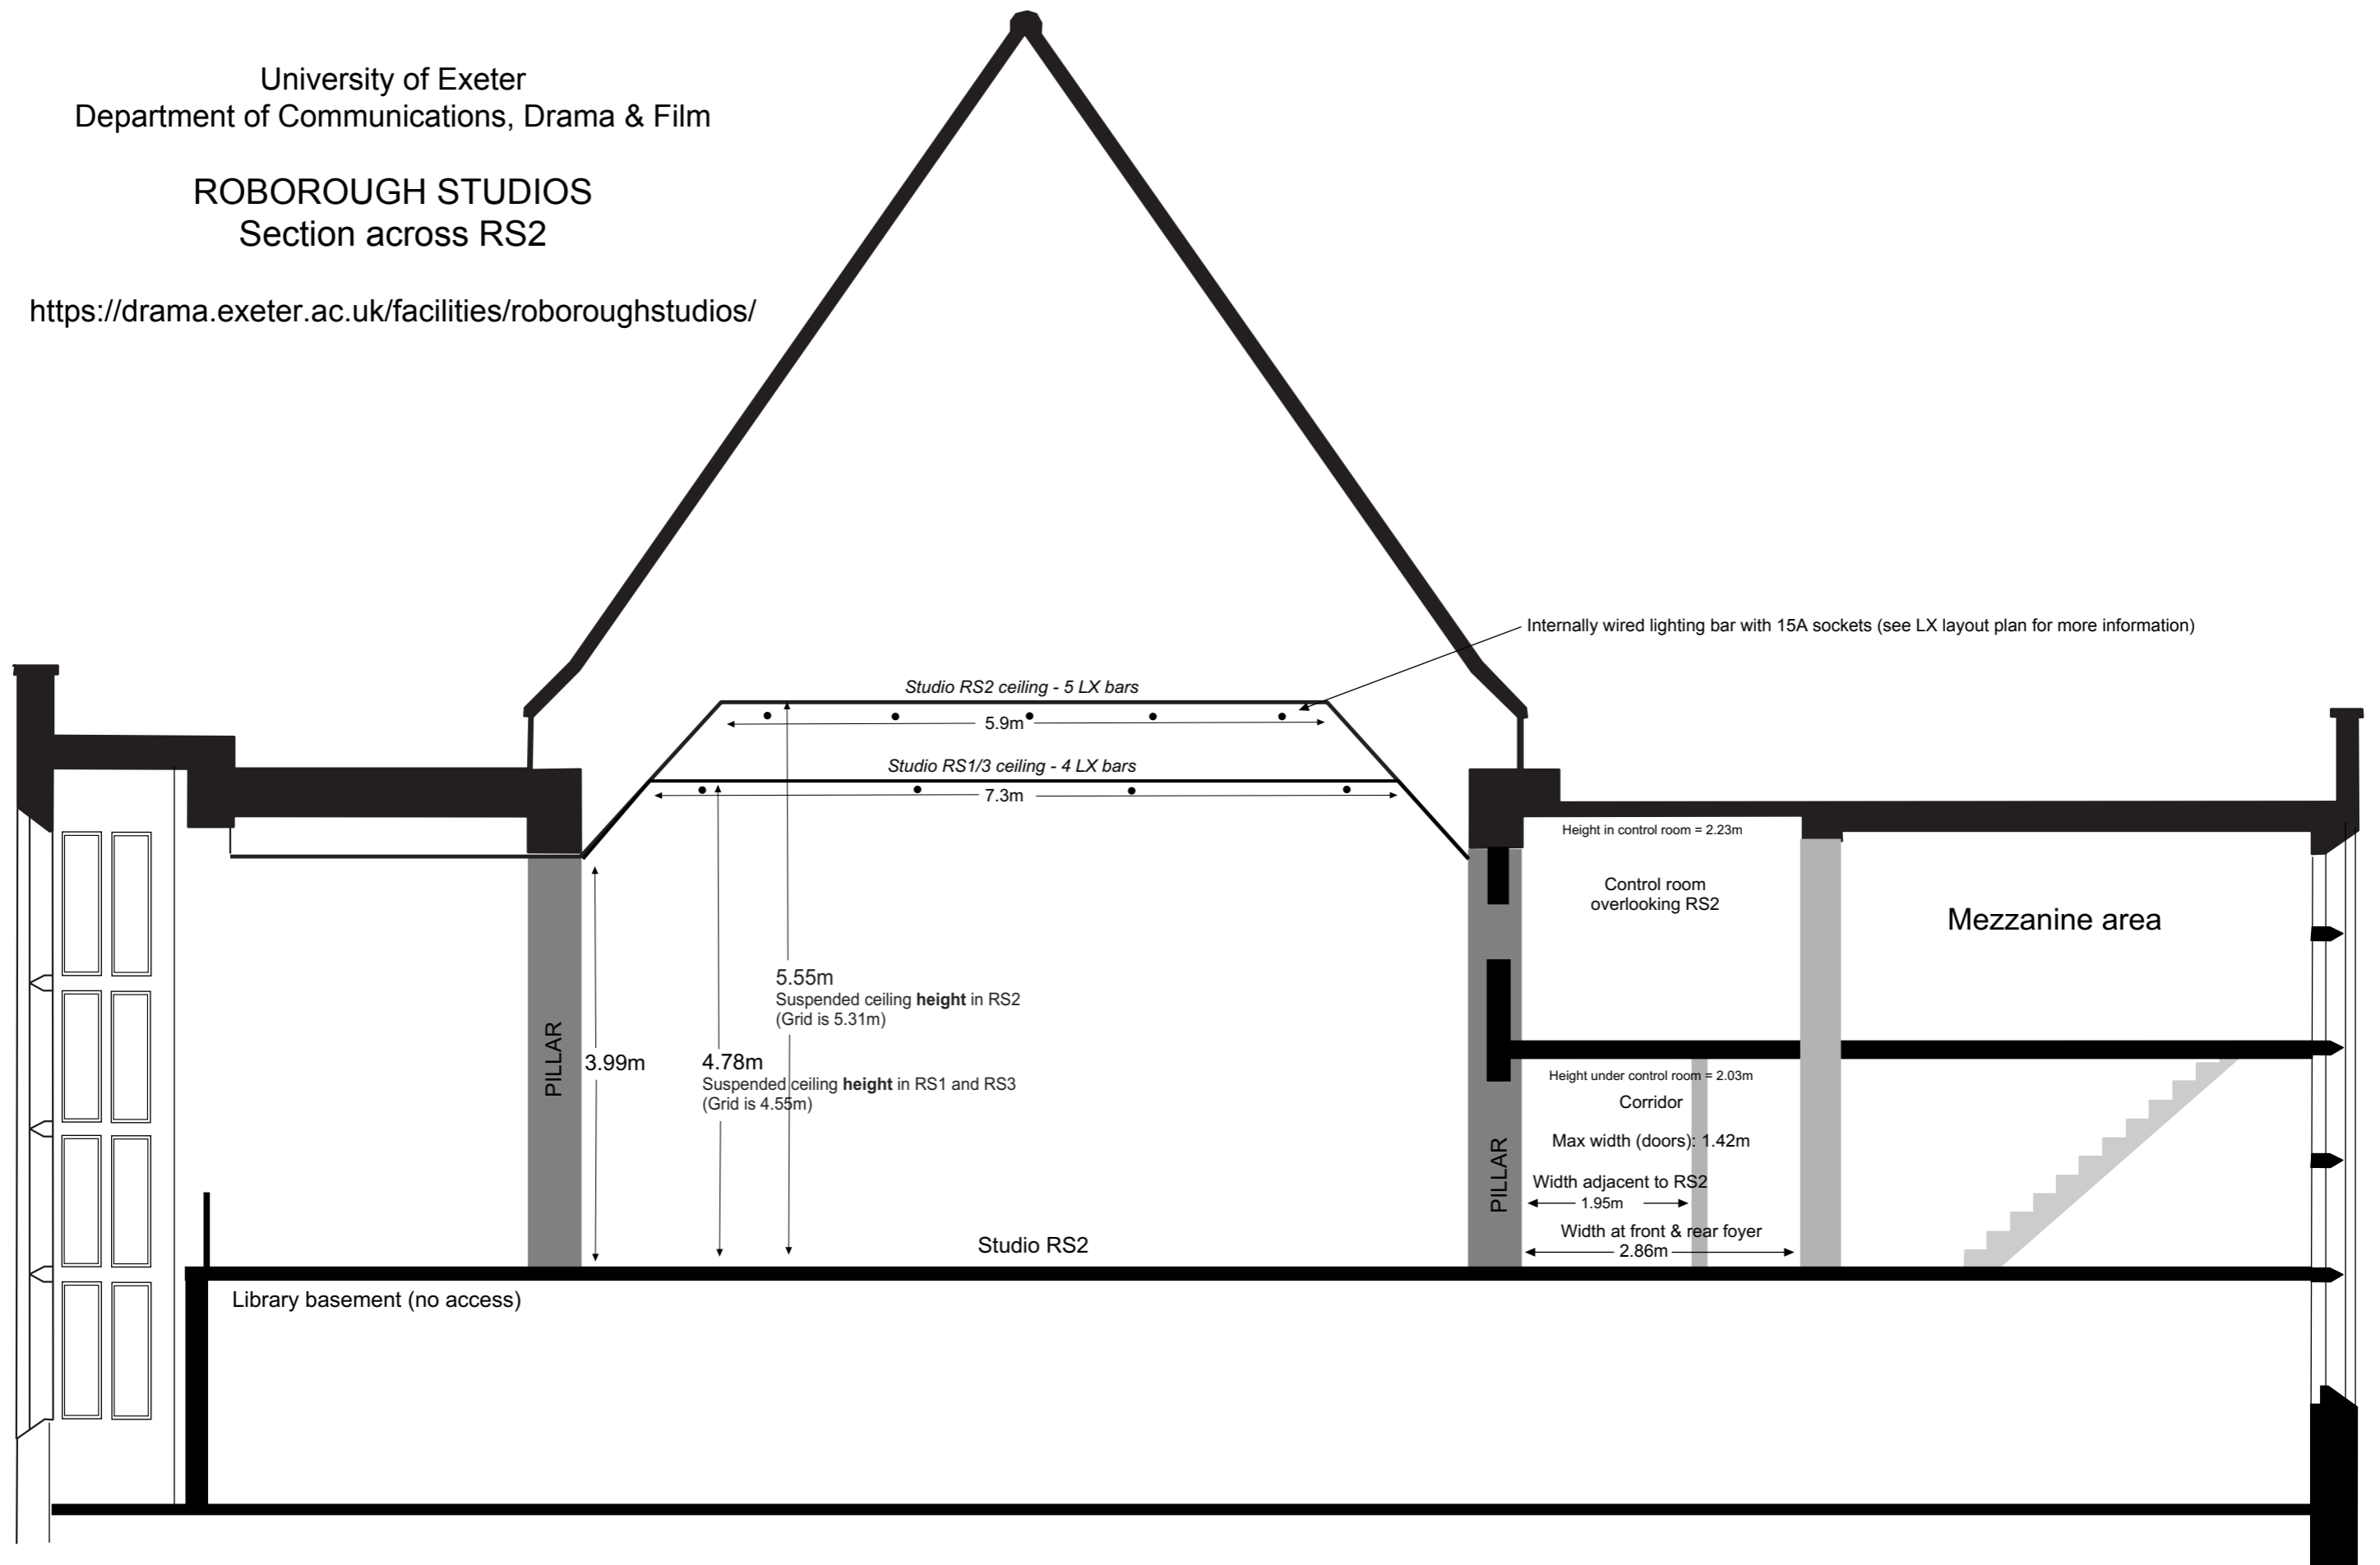 University of Exeter
Department of Communications, Drama & Film
ROBOROUGH STUDIOS
Section across RS2
https://drama.exeter.ac.uk/facilities/roboroughstudios/
Internally wired lighting bar with 15A sockets (see LX layout plan for more information)
Studio RS2 ceiling - 5 LX bars
5.9m
Studio RS1/3 ceiling - 4 LX bars
7.3m
Height in control room = 2.23m
Control room
overlooking RS2
Mezzanine area
5.55m
Suspended ceiling height in RS2
(Grid is 5.31m)
PILLAR
3.99m
4.78m
Suspended ceiling height in RS1 and RS3
(Grid is 4.55m)
Height under control room = 2.03m
Corridor
Max width (doors): 1.42m
PILLAR
Width adjacent to RS2
1.95m
Width at front & rear foyer
2.86m
Studio RS2
Library basement (no access)